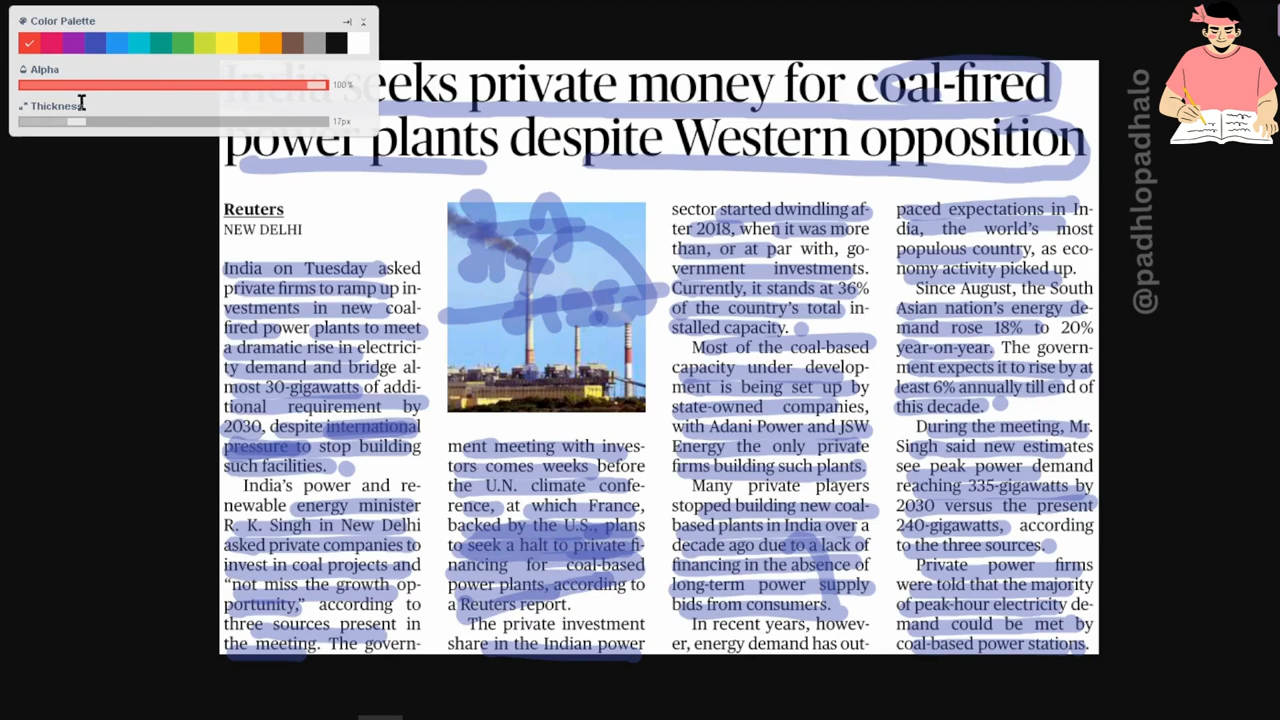 Color Palette
Alpha
100%
Thickness
17px
India seeks private money for coal-fired
power plants despite Western opposition
Reuters
NEW DELHI
India on Tuesday asked
private firms to ramp up in-
vestments in new coal-
fired power plants to meet
a dramatic rise in electrici-
ty demand and bridge al-
most 30-gigawatts of addi-
tional requirement by
2030, despite international
pressure to stop building
such facilities.
India's power and re-
newable energy minister
R. K. Singh in New Delhi
asked private companies to
invest in coal projects and
“not miss the growth op-
portunity,” according to
three sources present in
the meeting. The govern-
ment meeting with inves-
tors comes weeks before
the U.N. climate confe-
rence, at which France,
backed by the U.S., plans
to seek a halt to private fi-
nancing for coal-based
power plants, according to
a Reuters report.
The private investment
share in the Indian power
sector started dwindling af-
ter 2018, when it was more
than, or at par with, go-
vernment investments.
Currently, it stands at 36%
of the country's total in-
stalled capacity.
Most of the coal-based
capacity under develop-
ment is being set up by
state-owned companies,
with Adani Power and JSW
Energy the only private
firms building such plants.
Many private players
stopped building new coal-
based plants in India over a
decade ago due to a lack of
financing in the absence of
long-term power supply
bids from consumers.
In recent years, howev-
er, energy demand has out-
paced expectations in In-
dia, the world's most
populous country, as eco-
nomy activity picked up.
Since August, the South
Asian nation's energy de-
mand rose 18% to 20%
year-on-year. The govern-
ment expects it to rise by at
least 6% annually till end of
this decade.
During the meeting, Mr.
Singh said new estimates
see peak power demand
reaching 335-gigawatts by
2030 versus the present
240-gigawatts, according
to the three sources.
Private power firms
were told that the majority
of peak-hour electricity de-
mand could be met by
coal-based power stations.
@padhlopadhalo